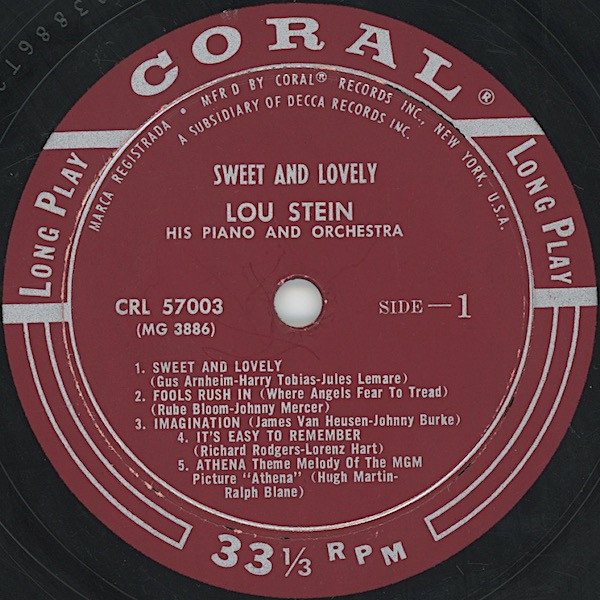 CORAL®
MARCA REGISTRADA • MFR'D BY CORAL® RECORDS INC., NEW YORK, U.S.A.
A SUBSIDIARY OF DECCA RECORDS INC.
LONG PLAY
LONG PLAY
SWEET AND LOVELY
LOU STEIN
HIS PIANO AND ORCHESTRA
CRL 57003
(MG 3886)
SIDE—1
1. SWEET AND LOVELY
(Gus Arnheim-Harry Tobias-Jules Lemare)
2. FOOLS RUSH IN (Where Angels Fear To Tread)
(Rube Bloom-Johnny Mercer)
3. IMAGINATION (James Van Heusen-Johnny Burke)
4. IT'S EASY TO REMEMBER
(Richard Rodgers-Lorenz Hart)
5. ATHENA Theme Melody Of The MGM
Picture "Athena" (Hugh Martin-
Ralph Blane)
33 1/3 RPM